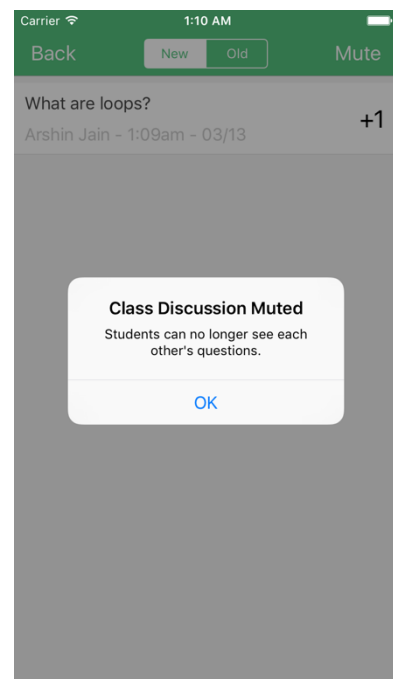 Carrier 1:10 AM
Back New Old Mute
What are loops?
+1
Arshin Jain - 1:09am - 03/13
Class Discussion Muted
Students can no longer see each
other's questions.
OK